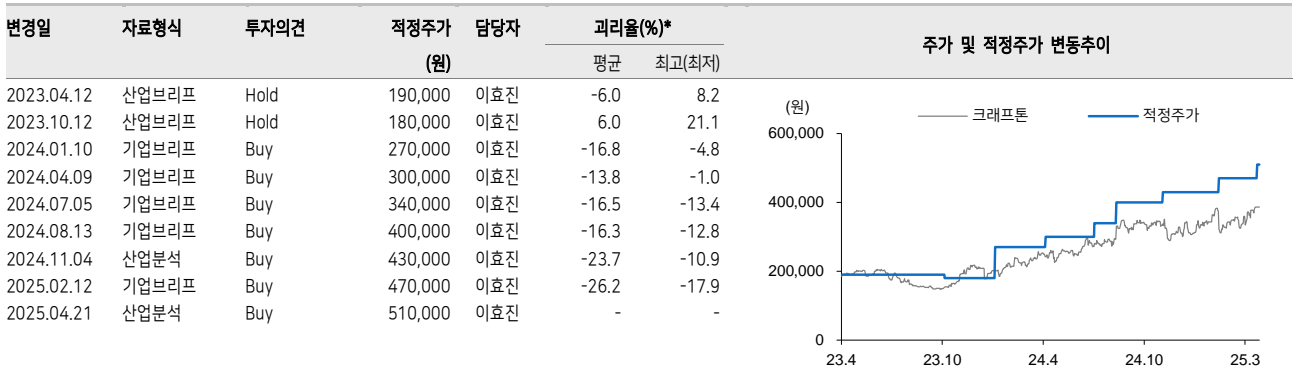 변경일 자료형식 투자의견 적정주가 담당자 괴리율(%)*
(원) 평균 최고(최저)
2023.04.12 산업브리프 Hold 190,000 이효진 -6.0 8.2
2023.10.12 산업브리프 Hold 180,000 이효진 6.0 21.1
2024.01.10 기업브리프 Buy 270,000 이효진 -16.8 -4.8
2024.04.09 기업브리프 Buy 300,000 이효진 -13.8 -1.0
2024.07.05 기업브리프 Buy 340,000 이효진 -16.5 -13.4
2024.08.13 기업브리프 Buy 400,000 이효진 -16.3 -12.8
2024.11.04 산업분석 Buy 430,000 이효진 -23.7 -10.9
2025.02.12 기업브리프 Buy 470,000 이효진 -26.2 -17.9
2025.04.21 산업분석 Buy 510,000 이효진 - -
주가 및 적정주가 변동추이
(원)
크래프톤 적정주가
600,000
400,000
200,000
0
23.4 23.10 24.4 24.10 25.3